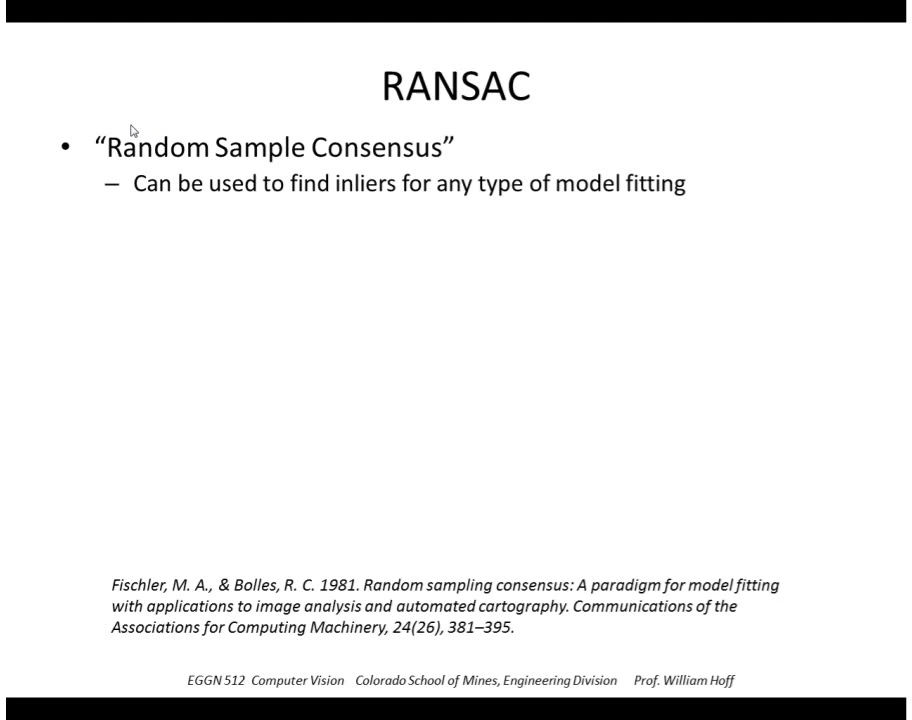 RANSAC
• “Random Sample Consensus”
– Can be used to find inliers for any type of model fitting
Fischler, M. A., & Bolles, R. C. 1981. Random sampling consensus: A paradigm for model fitting
with applications to image analysis and automated cartography. Communications of the
Associations for Computing Machinery, 24(26), 381–395.
EGGN 512 Computer Vision Colorado School of Mines, Engineering Division Prof. William Hoff